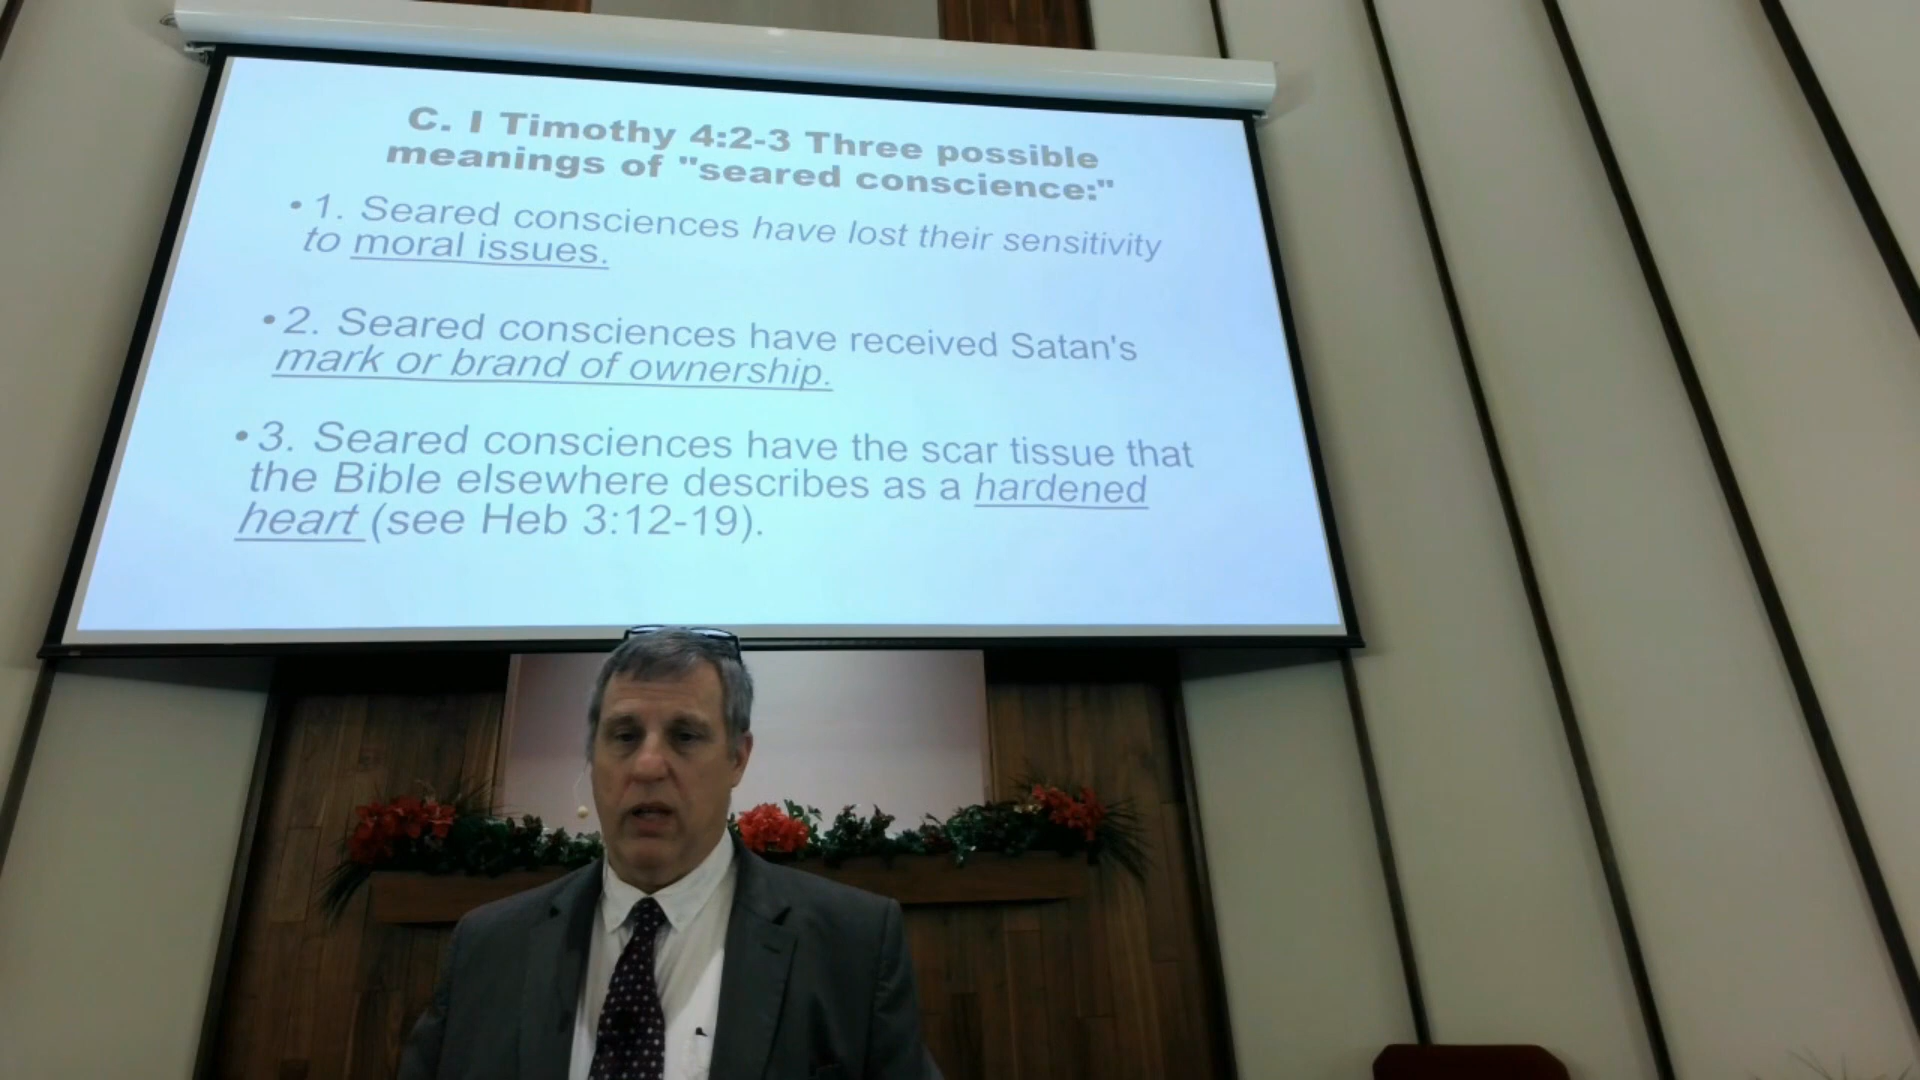 C. I Timothy 4:2-3 Three possible
meanings of "seared conscience:"
• 1. Seared consciences have lost their sensitivity
to moral issues.
• 2. Seared consciences have received Satan's
mark or brand of ownership.
• 3. Seared consciences have the scar tissue that
the Bible elsewhere describes as a hardened
heart (see Heb 3:12-19).